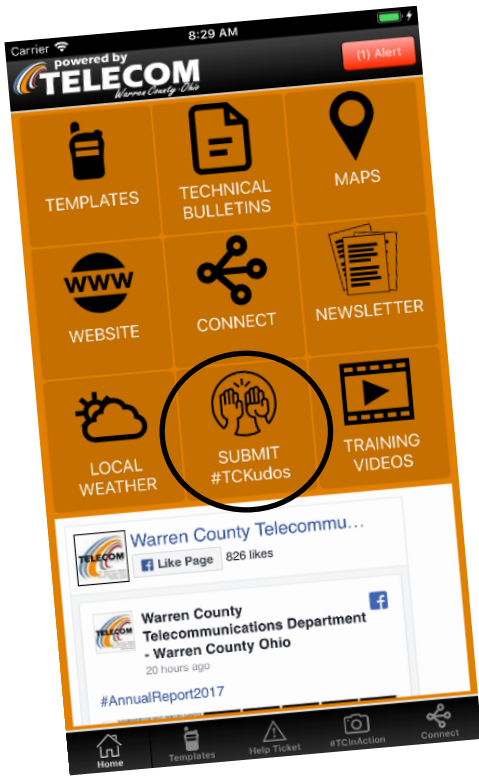 Carrier
8:29 AM
powered by
TELECOM
Warren County - Ohio
(1) Alert
TEMPLATES
TECHNICAL
BULLETINS
MAPS
WWW
WEBSITE
CONNECT
NEWSLETTER
LOCAL
WEATHER
SUBMIT
#TCKudos
TRAINING
VIDEOS
TELECOM
Warren County Telecommu...
f Like Page
826 likes
TELECOM
Warren County
Telecommunications Department
- Warren County Ohio
20 hours ago
f
#AnnualReport2017
Home
Templates
Help Ticket
#TCInAction
Connect